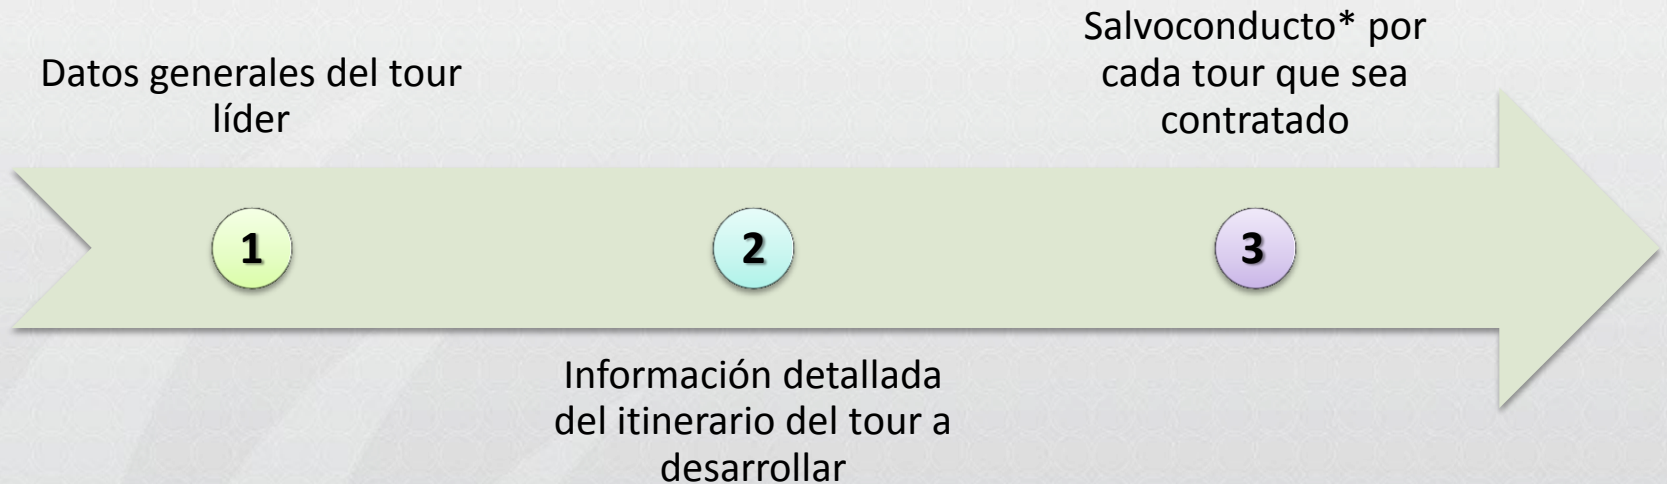 Datos generales del tour
líder
1
Información detallada
del itinerario del tour a
desarrollar
2
Salvoconducto* por
cada tour que sea
contratado
3